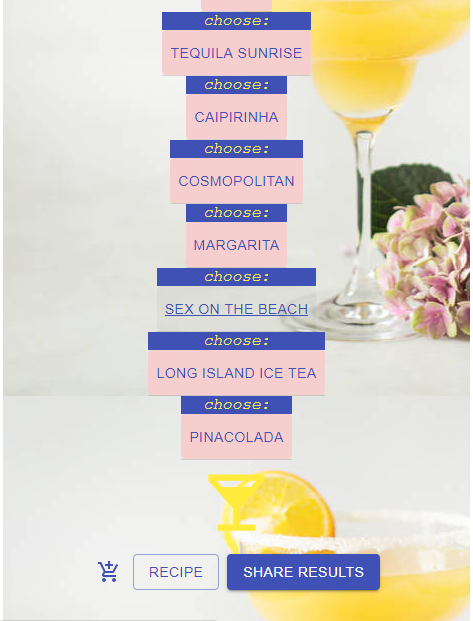 choose:
TEQUILA SUNRISE
choose:
CAIPIRINHA
choose:
COSMOPOLITAN
choose:
MARGARITA
choose:
SEX ON THE BEACH
choose:
LONG ISLAND ICE TEA
choose:
PINACOLADA
RECIPE
SHARE RESULTS